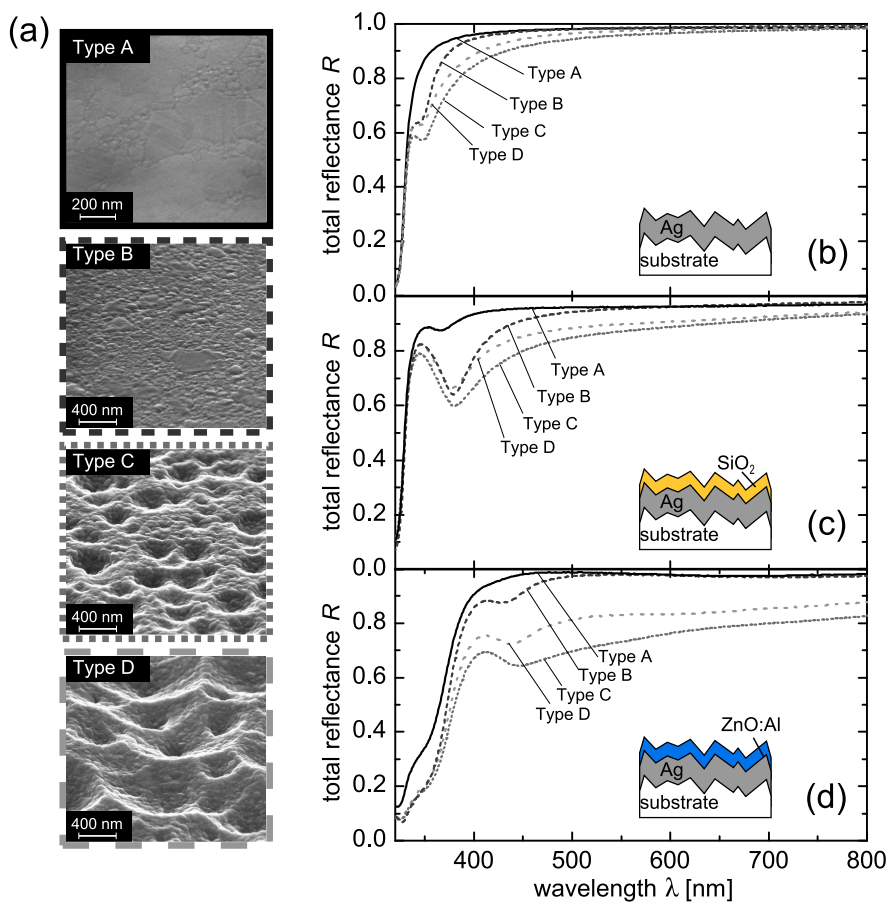 (a)
Type A
200 nm
Type B
400 nm
Type C
400 nm
Type D
400 nm
total reflectance R
1.0
0.8
0.6
0.4
0.2
0.0
Type A
Type B
Type C
Type D
Ag
substrate
(b)
total reflectance R
0.8
0.6
0.4
0.2
0.0
Type A
Type B
Type C
Type D
SiO₂
Ag
substrate
(c)
total reflectance R
0.8
0.6
0.4
0.2
0.0
Type A
Type B
Type C
Type D
ZnO:Al
Ag
substrate
(d)
400 500 600 700 800
wavelength λ [nm]